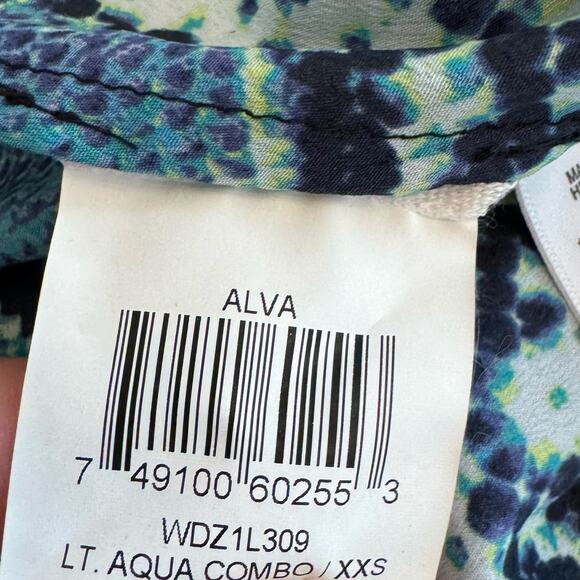 ALVA
7 49100 60255 3
WDZ1L309
LT. AQUA COMBO / XXS